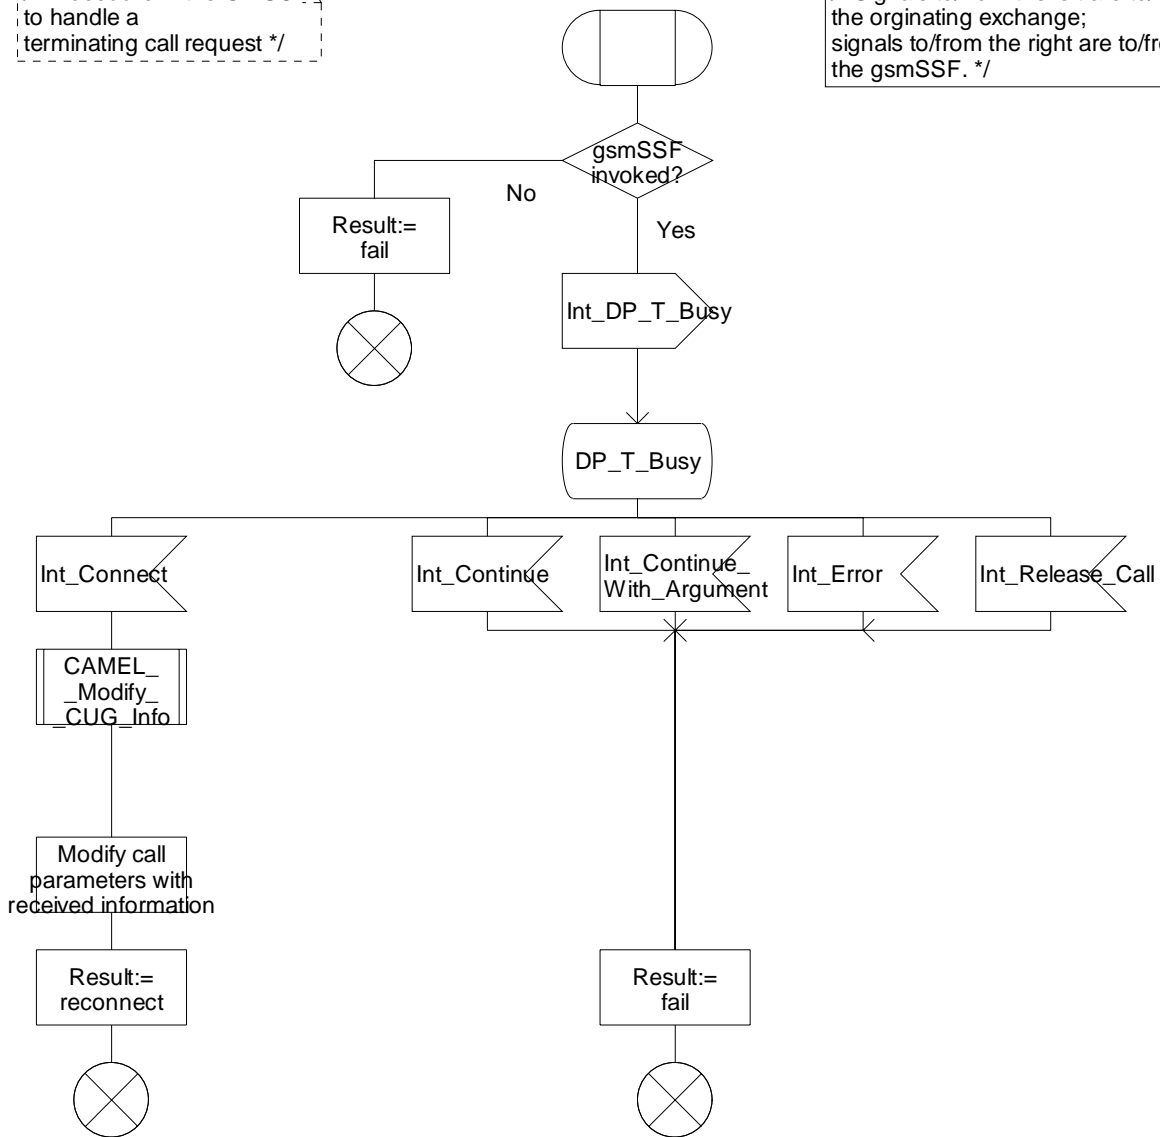 to handle a
terminating call request */
the orginating exchange;
signals to/from the right are to/fr
the gsmSSF. */
gsmSSF
invoked?
No
Yes
Result:=
fail
Int_DP_T_Busy
DP_T_Busy
Int_Connect
Int_Continue
Int_Continue_
With_Argument
Int_Error
Int_Release_Call
CAMEL_
_Modify_
_CUG_Info
Modify call
parameters with
received information
Result:=
reconnect
Result:=
fail